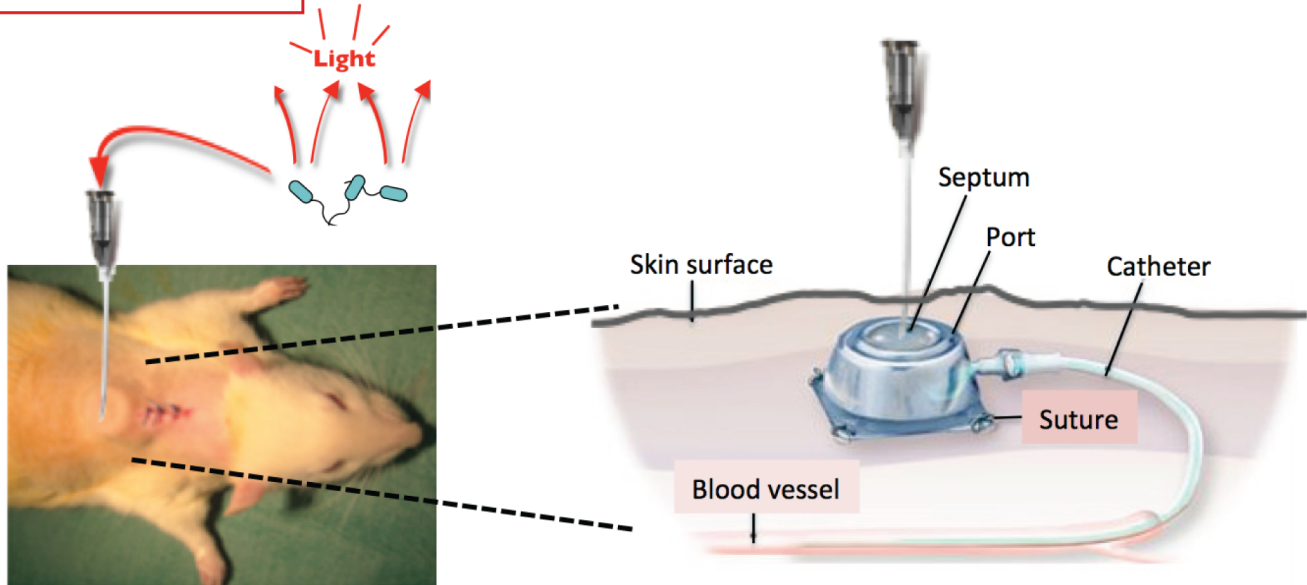 Light
Septum
Port
Skin surface
Catheter
Suture
Blood vessel